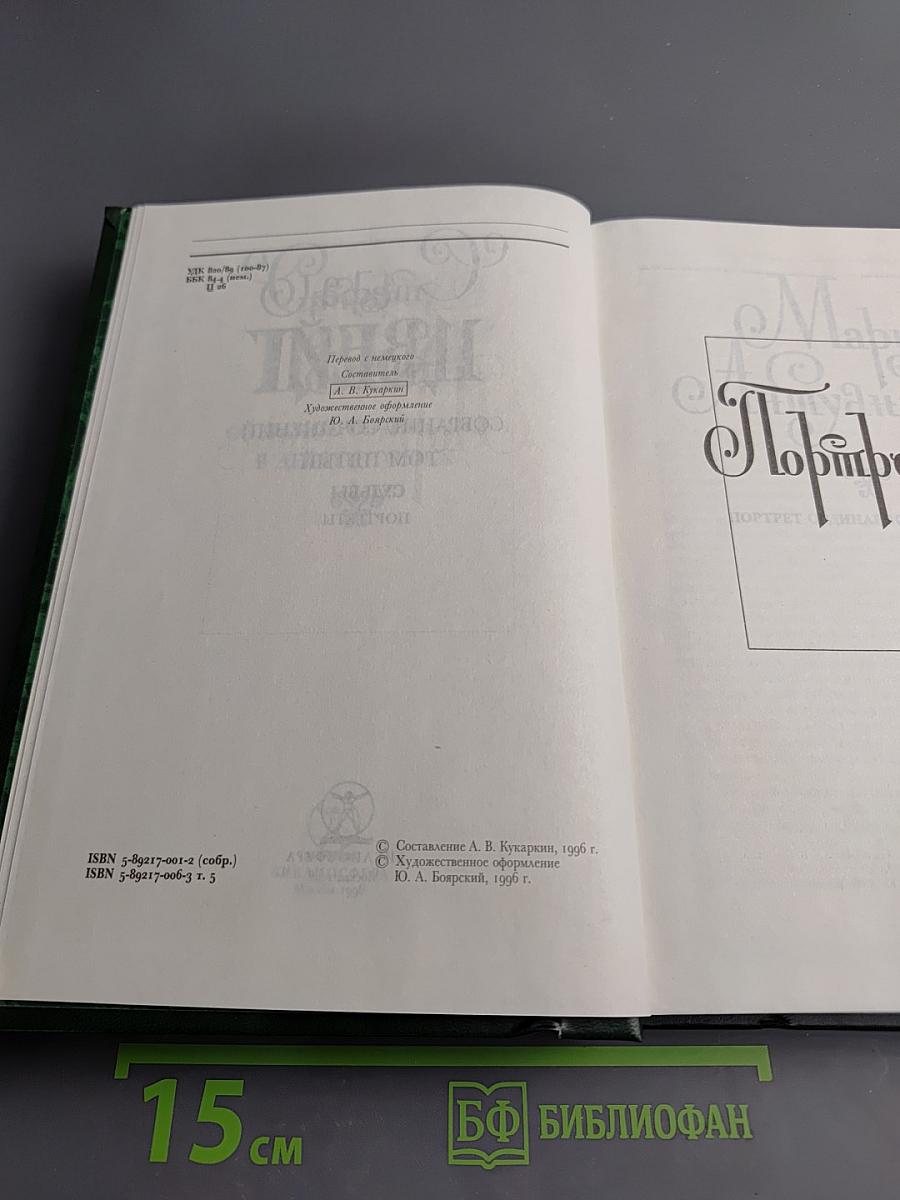 УДК 820/89 (100-87)
ББК 84.4 (нем.)
Ц 26
Перевод с немецкого
Составитель
А. В. Кукаркин
Художественное оформление
Ю. А. Боярский
ISBN 5-89217-001-2 (собр.)
ISBN 5-89217-006-3 т. 5
© Составление А. В. Кукаркин, 1996 г.
© Художественное оформление
Ю. А. Боярский, 1996 г.
Портре
15 см
БФ БИБЛИОФАН